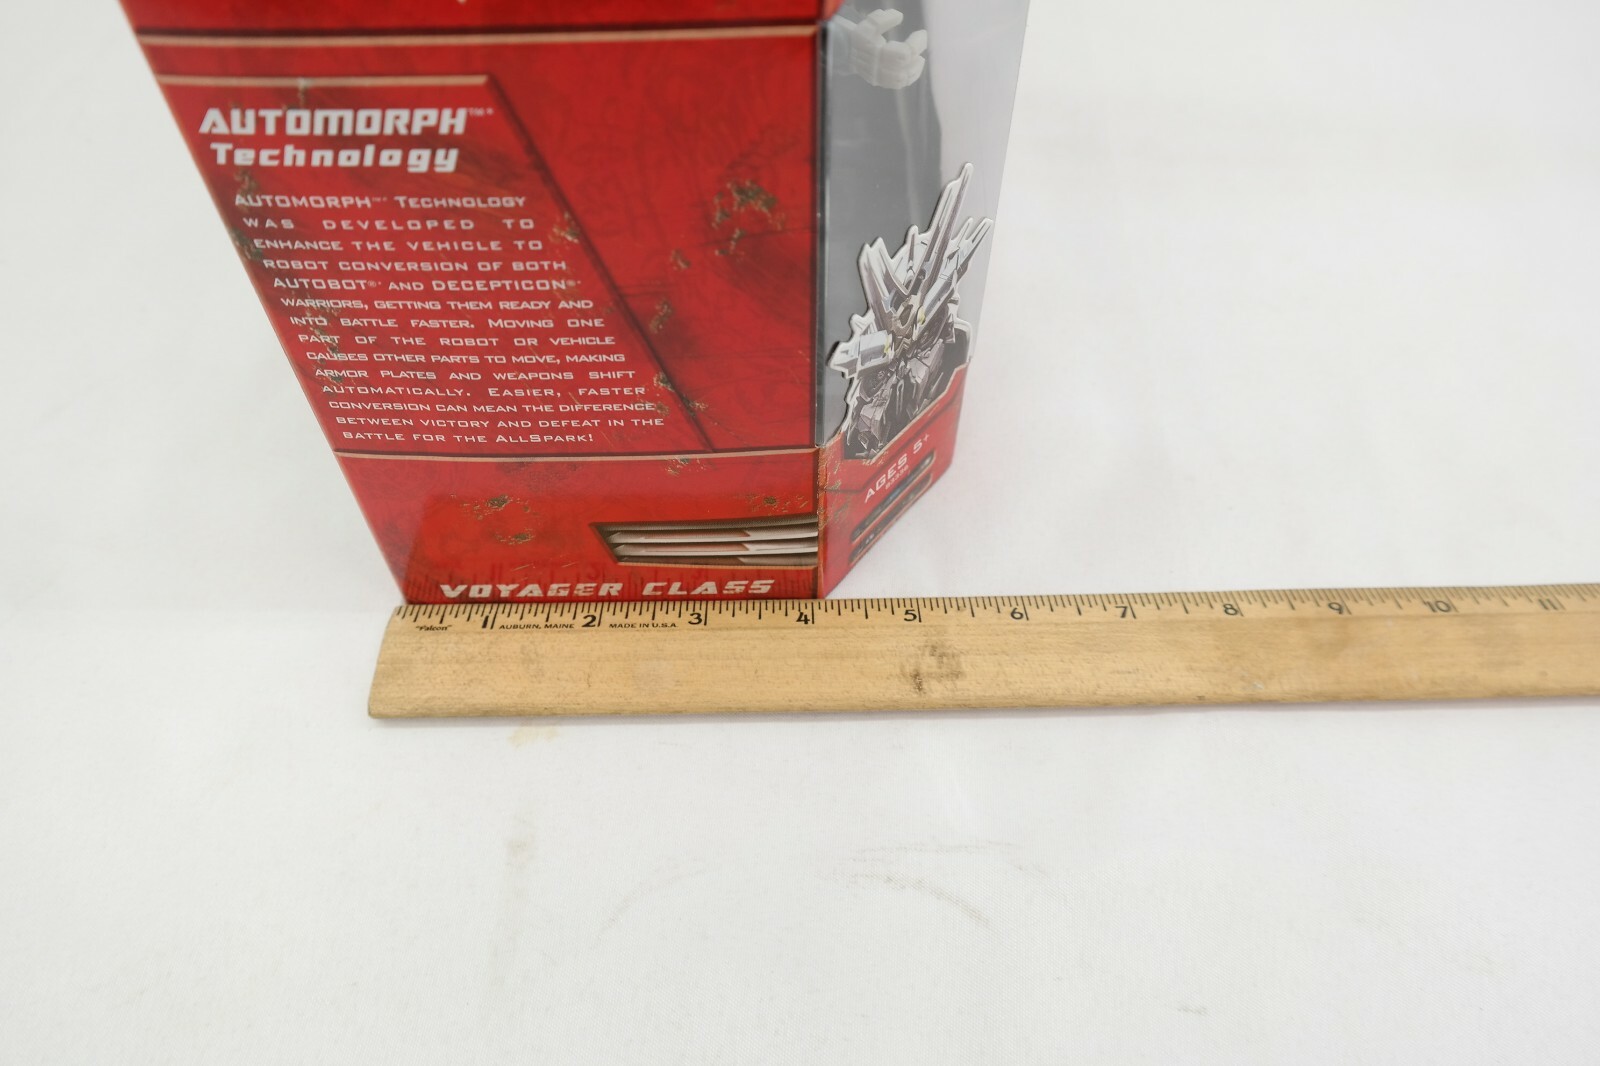 AUTOMORPH™*
Technology
AUTOMORPH™* TECHNOLOGY
WAS DEVELOPED TO
ENHANCE THE VEHICLE TO
ROBOT CONVERSION OF BOTH
AUTOBOT®* AND DECEPTICON®*
WARRIORS, GETTING THEM READY AND
INTO BATTLE FASTER. MOVING ONE
PART OF THE ROBOT OR VEHICLE
CAUSES OTHER PARTS TO MOVE, MAKING
ARMOR PLATES AND WEAPONS SHIFT
AUTOMATICALLY. EASIER, FASTER
CONVERSION CAN MEAN THE DIFFERENCE
BETWEEN VICTORY AND DEFEAT IN THE
BATTLE FOR THE ALLSPARK!
AGES 5+
VOYAGER CLASS
1 2 3 4 5 6 7 8 9 10 11
"Falcon" AUBURN, MAINE MADE IN U.S.A.